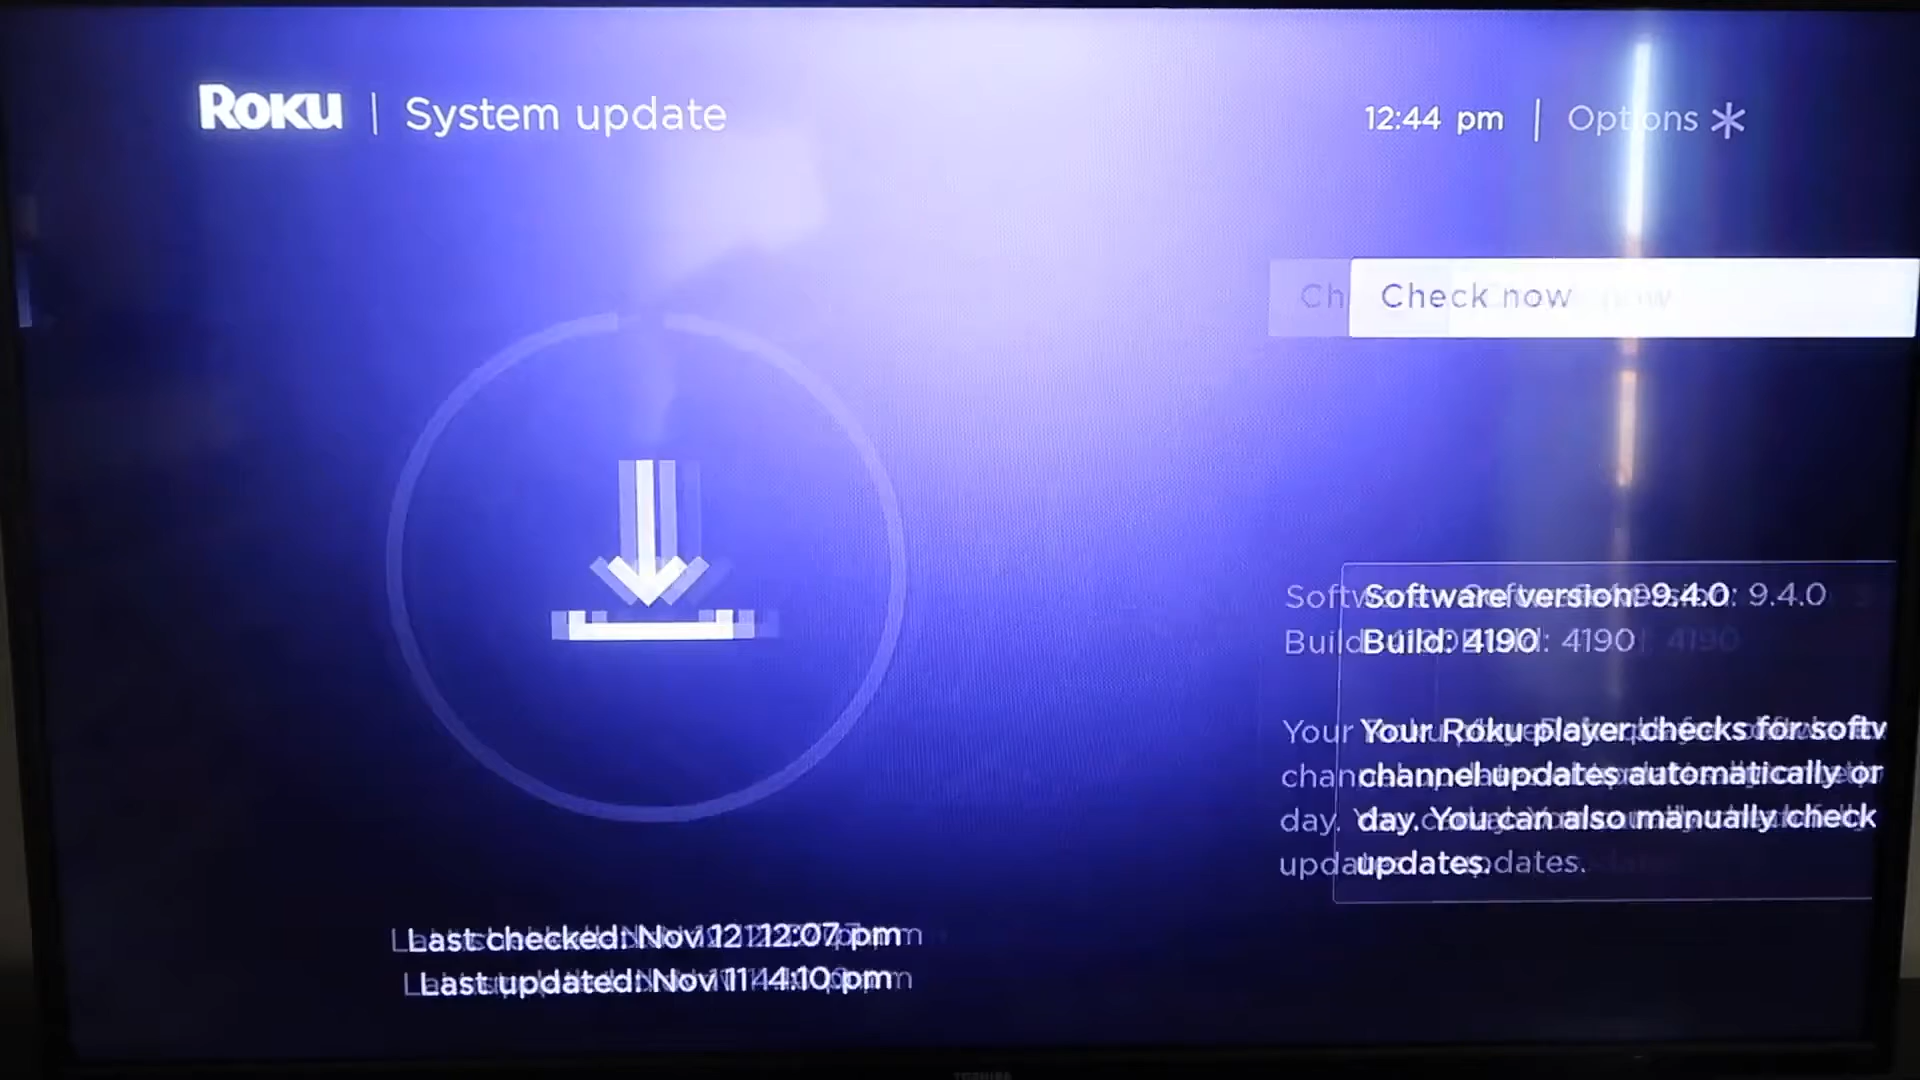 Roku | System update
12:44 pm | Options *
Check now
Software version: 9.4.0
Build: 4190
Your Roku player checks for softw
channel updates automatically or
day. You can also manually check
updates.
Last checked: Nov 12 12:07 pm
Last updated: Nov 11 4:10 pm
TOSHIBA